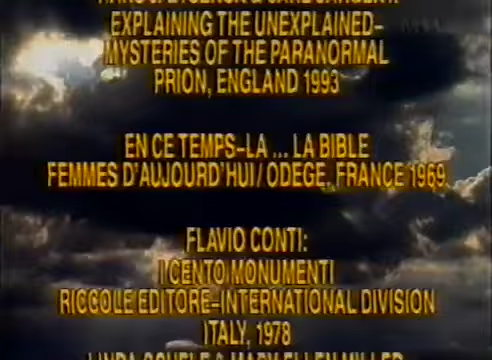 EXPLAINING THE UNEXPLAINED-
MYSTERIES OF THE PARANORMAL
PRION, ENGLAND 1993
EN CE TEMPS-LA ... LA BIBLE
FEMMES D'AUJOURD'HUI/ ODEGE, FRANCE 1969
FLAVIO CONTI:
I CENTO MONUMENTI
RICCOLE EDITORE-INTERNATIONAL DIVISION
ITALY, 1978